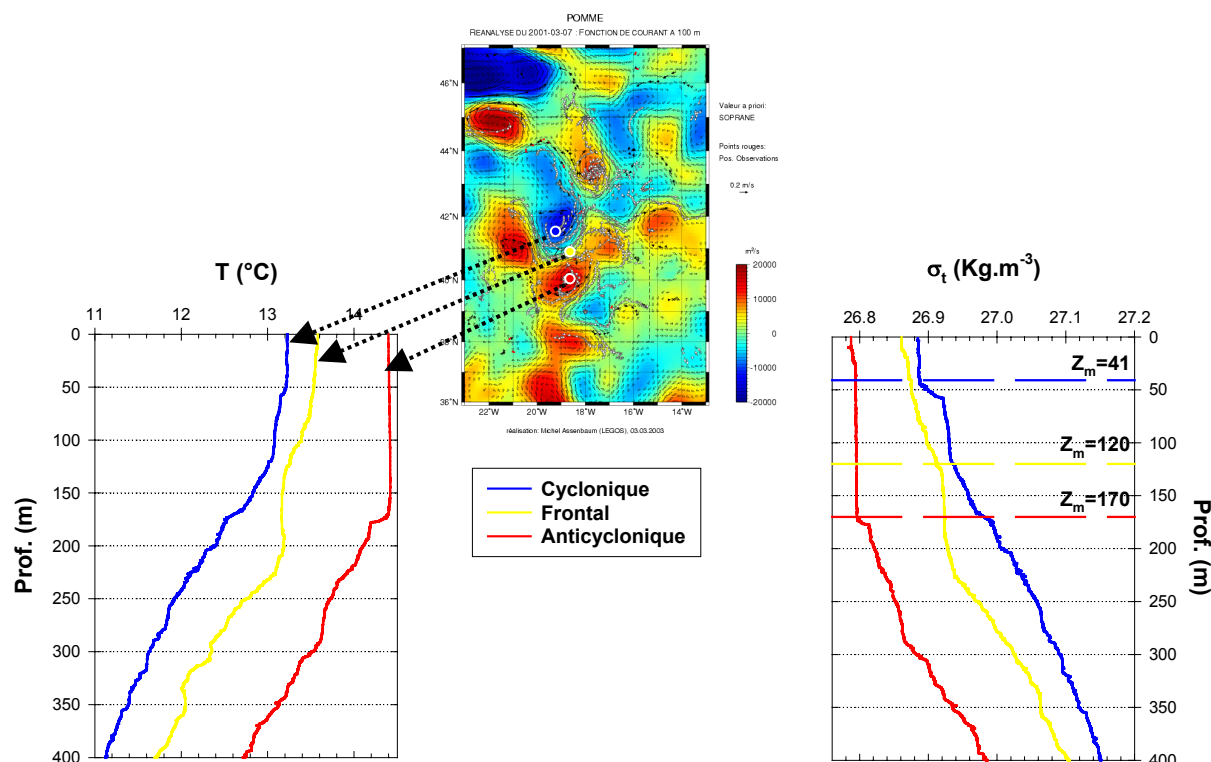 POMME
REANALYSE DU 2001-03-07 : FONCTION DE COURANT A 100 m
46°N
44°N
42°N
40°N
38°N
36°N
22°W 20°W 18°W 16°W 14°W
Valeur a priori:
SOPRANE
Points rouges:
Pos. Observations
0.2 m/s
m²/s
20000
10000
0
-10000
-20000
réalisation: Michel Assenbaum (LEGOS), 03.03.2003
T (°C)
11 12 13 14
0
50
100
150
200
250
300
350
400
Prof. (m)
Cyclonique
Frontal
Anticyclonique
σt (Kg.m-3)
26.8 26.9 27.0 27.1 27.2
Zm=41
Zm=120
Zm=170
0
50
100
150
200
250
300
350
400
Prof. (m)